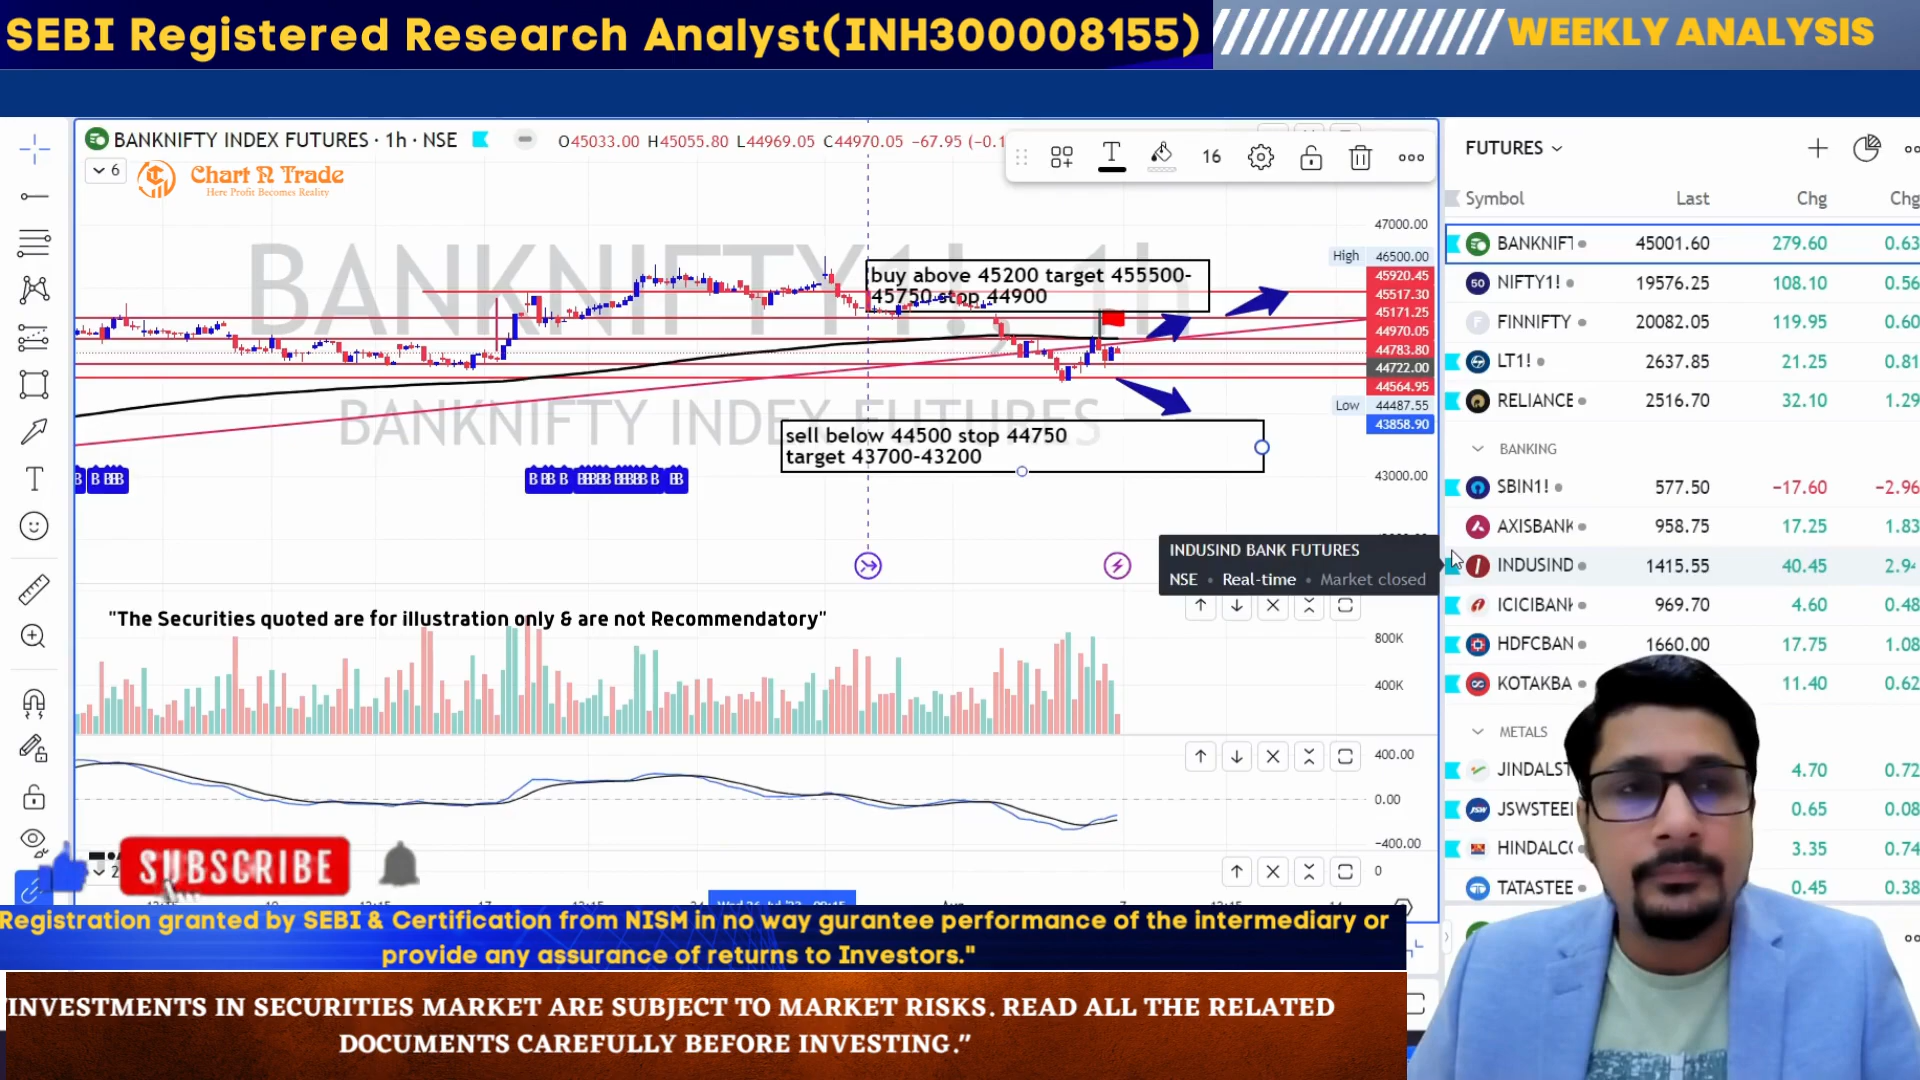 SEBI Registered Research Analyst(INH300008155)
WEEKLY ANALYSIS
BANKNIFTY INDEX FUTURES · 1h · NSE
O45033.00 H45055.80 L44969.05 C44970.05 −67.95 (−0.1
6
Chart N Trade
Here Profit Becomes Reality
16
FUTURES
Symbol Last Chg Chg
BANKNIFT 45001.60 279.60 0.63
NIFTY1! 19576.25 108.10 0.56
FINNIFTY 20082.05 119.95 0.60
LT1! 2637.85 21.25 0.81
RELIANCE 2516.70 32.10 1.29
BANKING
SBIN1! 577.50 −17.60 −2.96
AXISBANK 958.75 17.25 1.83
INDUSIND 1415.55 40.45 2.94
ICICIBANK 969.70 4.60 0.48
HDFCBAN 1660.00 17.75 1.08
KOTAKBA 11.40 0.62
METALS
JINDALST 4.70 0.72
JSWSTEE 0.65 0.08
HINDALC 3.35 0.74
TATASTEE 0.45 0.38
BANKNIFTY1!, 1h
BANKNIFTY INDEX FUTURES
buy above 45200 target 455500-
45750 stop 44900
sell below 44500 stop 44750
target 43700-43200
47000.00
High 46500.00
45920.45
45517.30
45171.25
44970.05
44783.80
44722.00
44564.95
Low 44487.55
43858.90
43000.00
INDUSIND BANK FUTURES
NSE • Real-time • Market closed
"The Securities quoted are for illustration only & are not Recommendatory"
800K
400K
400.00
0.00
−400.00
0
SUBSCRIBE
Registration granted by SEBI & Certification from NISM in no way gurantee performance of the intermediary or
provide any assurance of returns to Investors."
INVESTMENTS IN SECURITIES MARKET ARE SUBJECT TO MARKET RISKS. READ ALL THE RELATED
DOCUMENTS CAREFULLY BEFORE INVESTING."